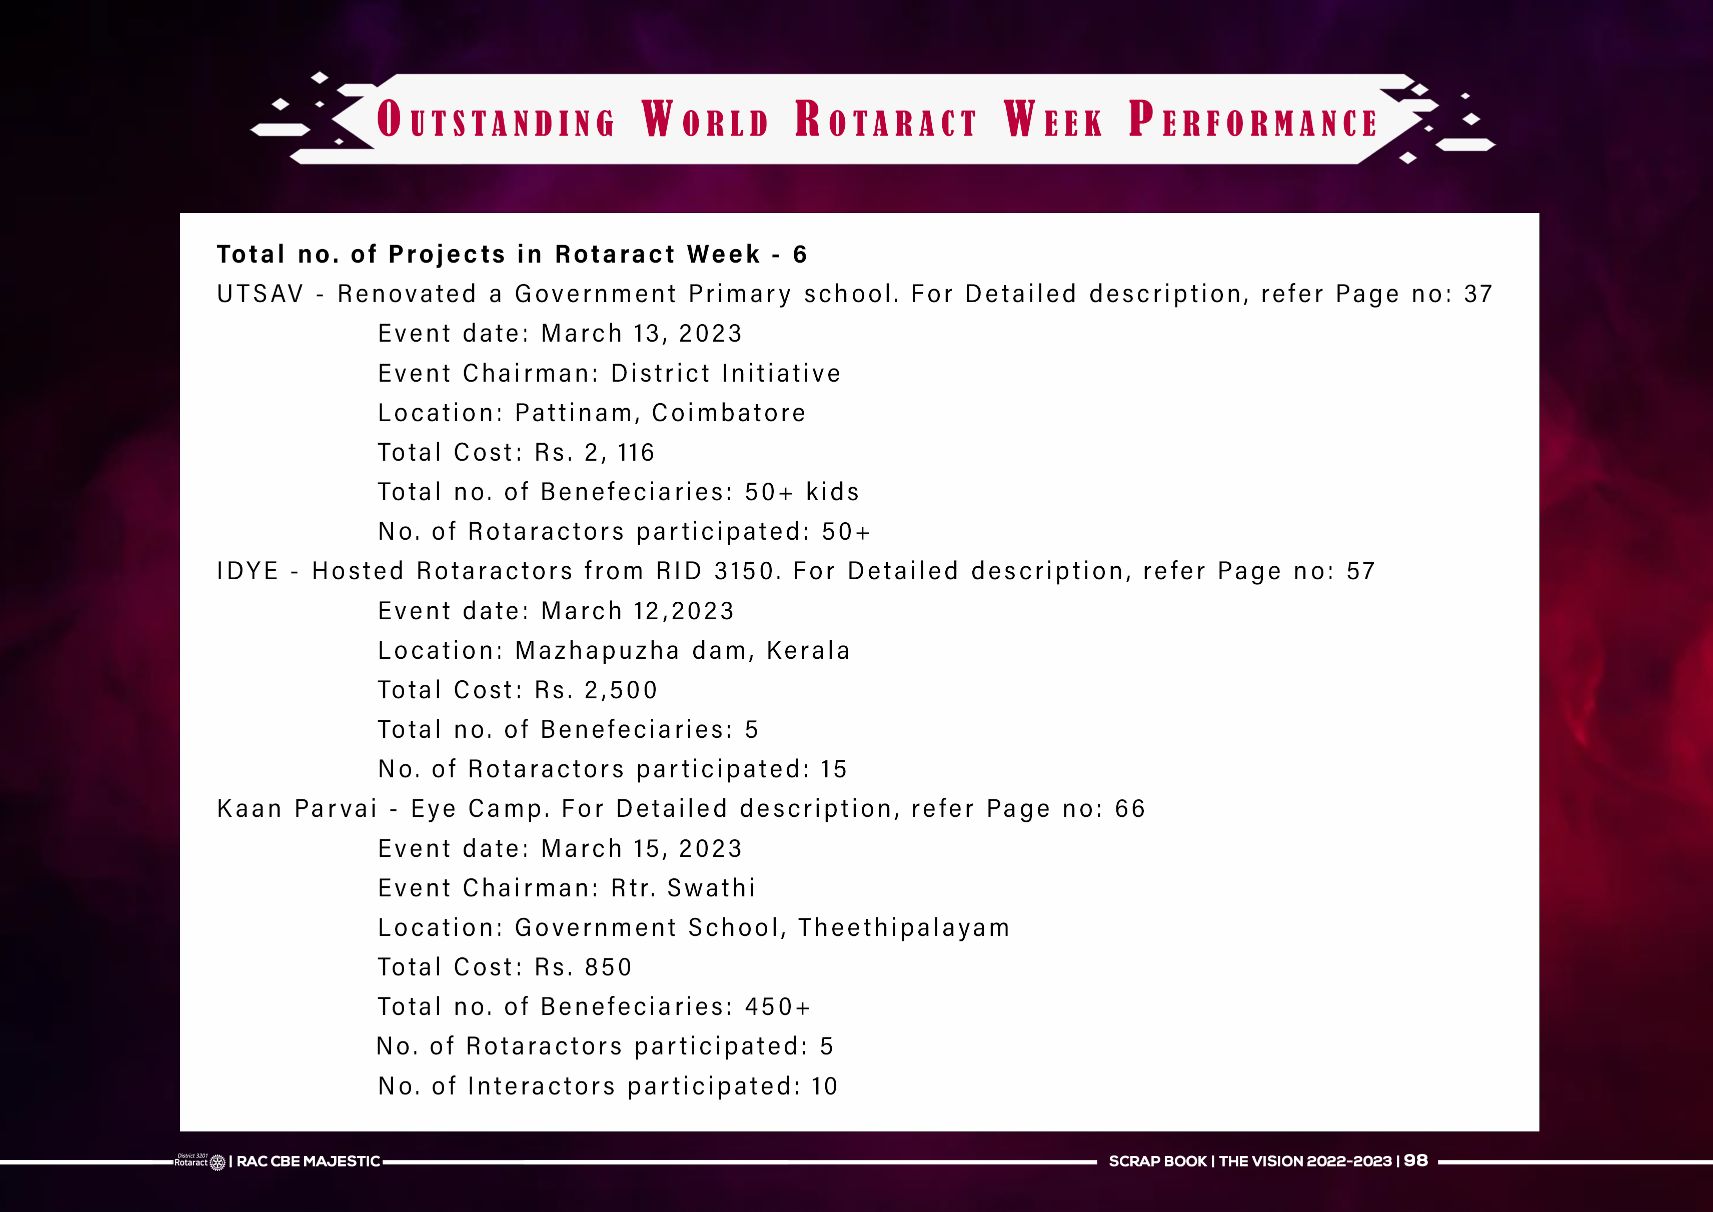 OUTSTANDING WORLD ROTARACT WEEK PERFORMANCE
Total no. of Projects in Rotaract Week - 6
UTSAV - Renovated a Government Primary school. For Detailed description, refer Page no: 37
Event date: March 13, 2023
Event Chairman: District Initiative
Location: Pattinam, Coimbatore
Total Cost: Rs. 2, 116
Total no. of Benefeciaries: 50+ kids
No. of Rotaractors participated: 50+
IDYE - Hosted Rotaractors from RID 3150. For Detailed description, refer Page no: 57
Event date: March 12,2023
Location: Mazhapuzha dam, Kerala
Total Cost: Rs. 2,500
Total no. of Benefeciaries: 5
No. of Rotaractors participated: 15
Kaan Parvai - Eye Camp. For Detailed description, refer Page no: 66
Event date: March 15, 2023
Event Chairman: Rtr. Swathi
Location: Government School, Theethipalayam
Total Cost: Rs. 850
Total no. of Benefeciaries: 450+
No. of Rotaractors participated: 5
No. of Interactors participated: 10
District 3201
Rotaract | RAC CBE MAJESTIC
SCRAP BOOK | THE VISION 2022-2023 | 98